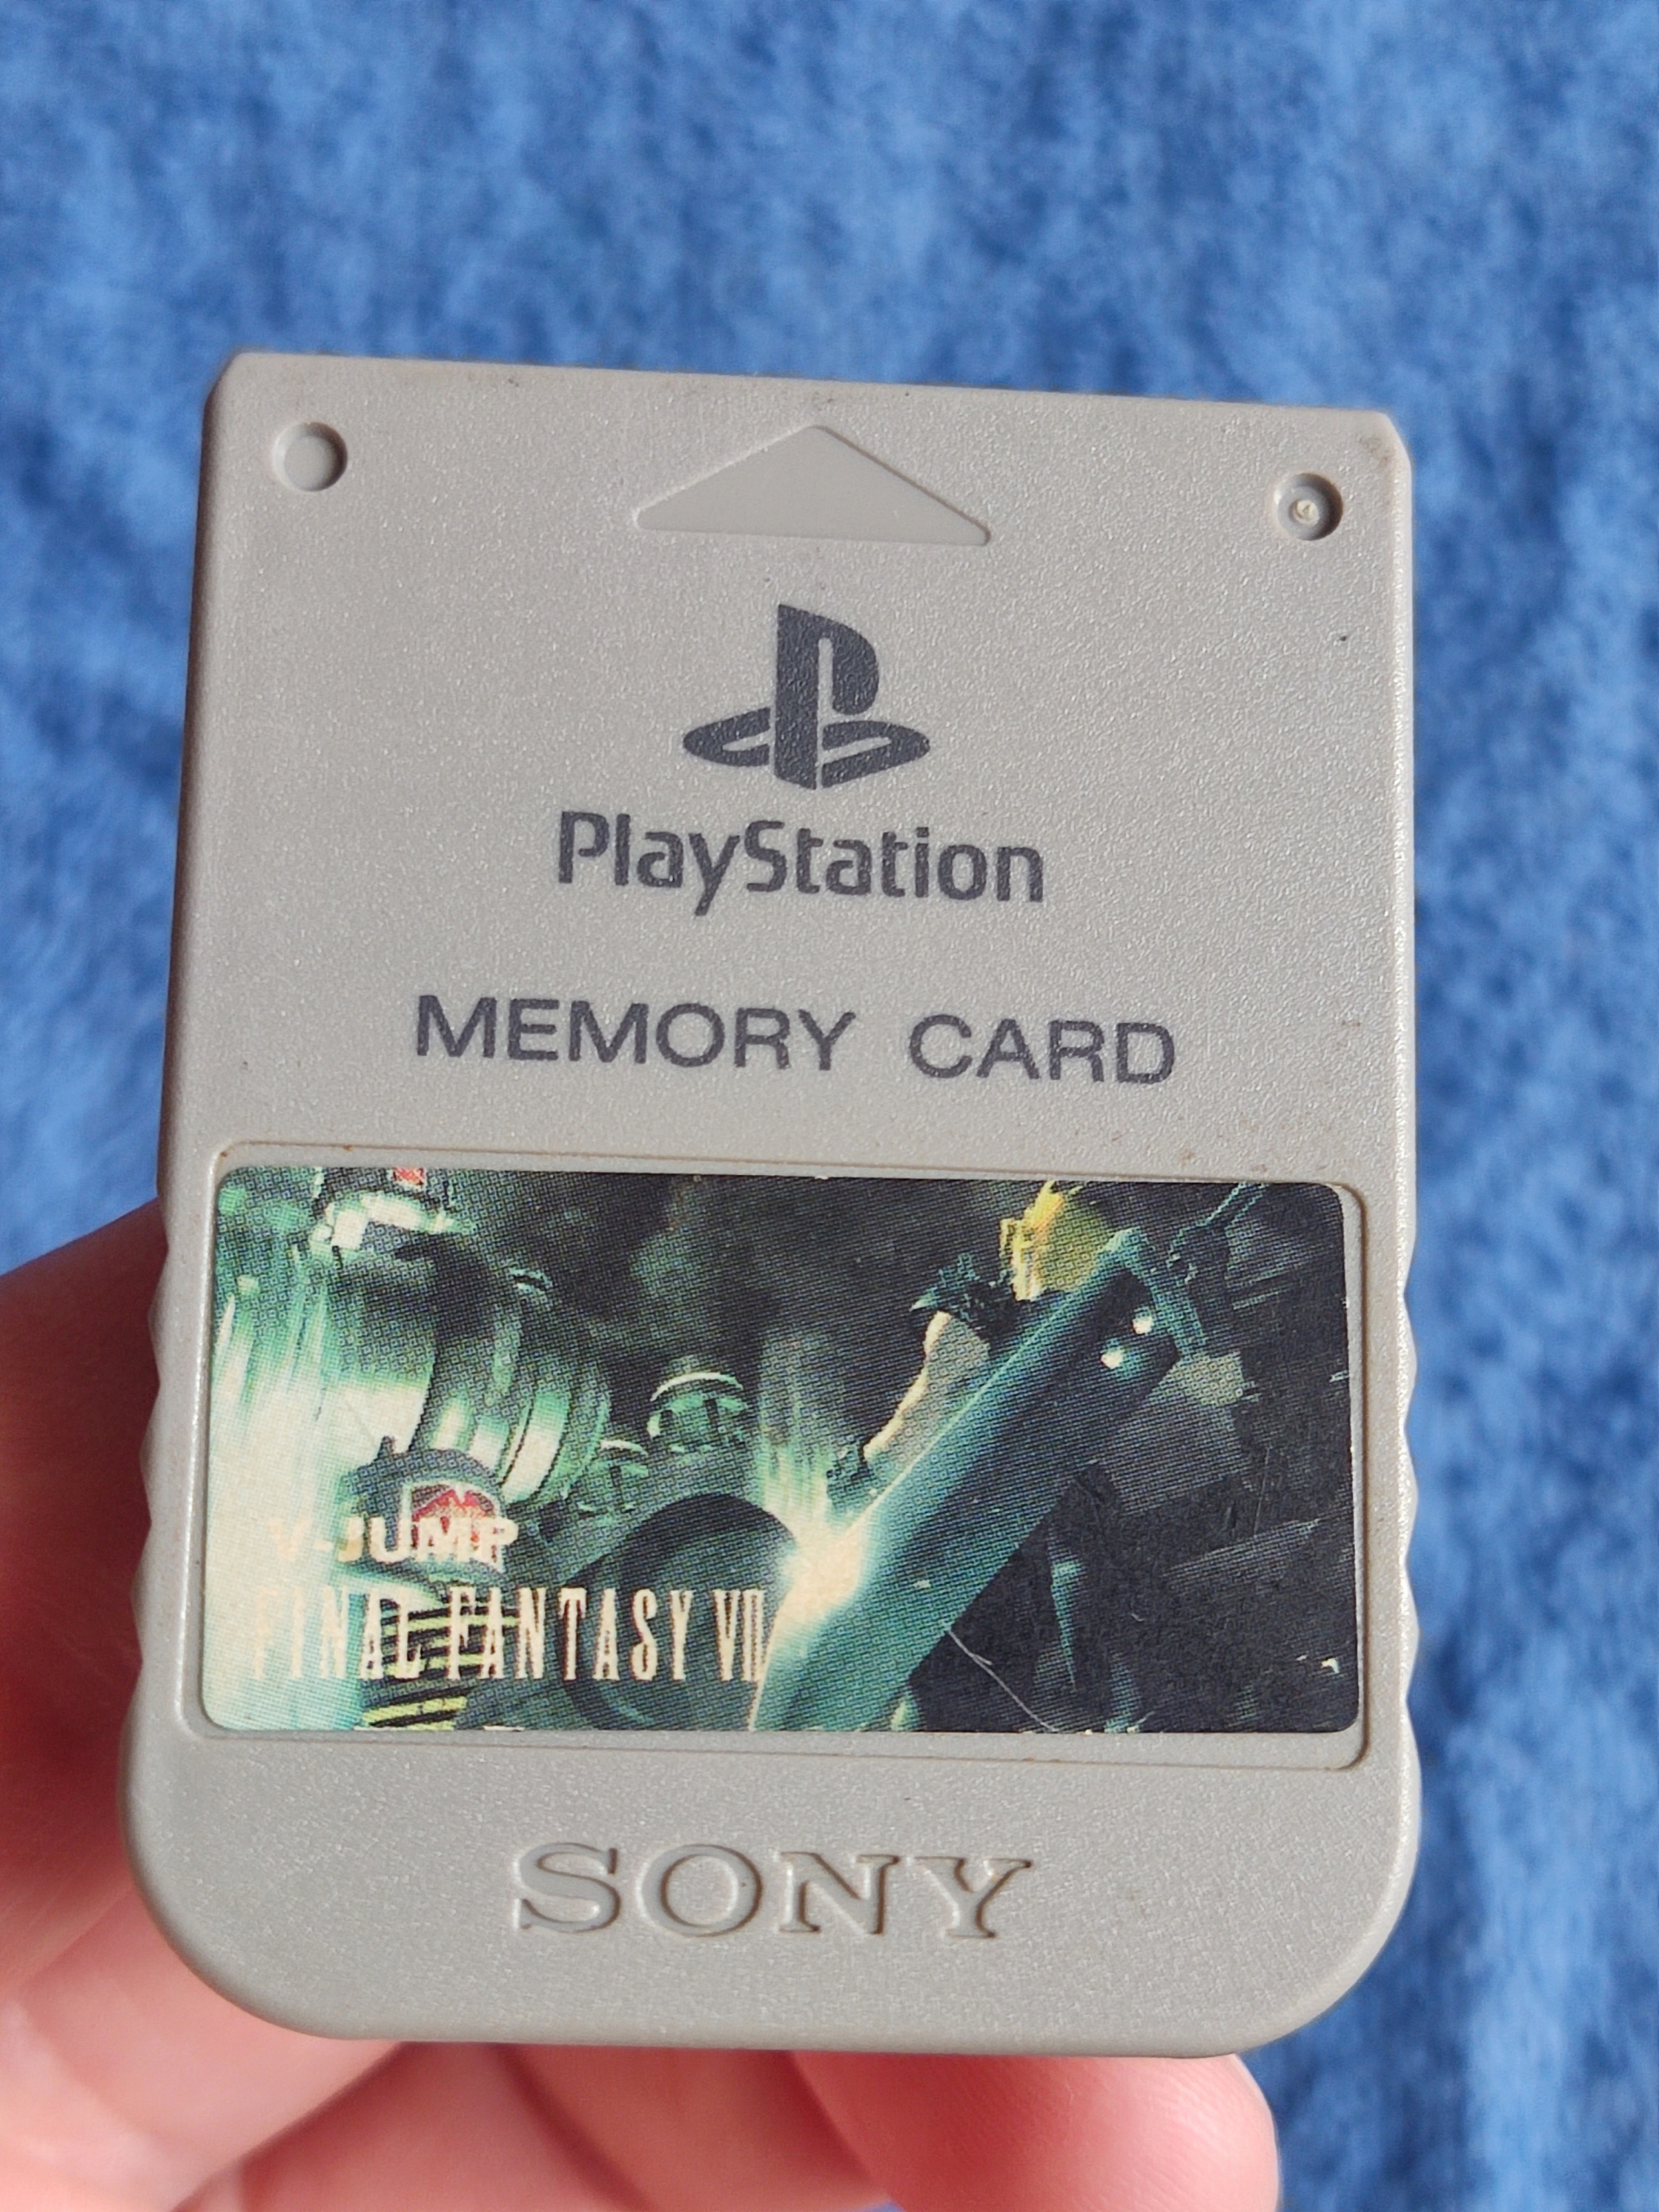 PlayStation
MEMORY CARD
V-JUMP
FINAL FANTASY VII
SONY